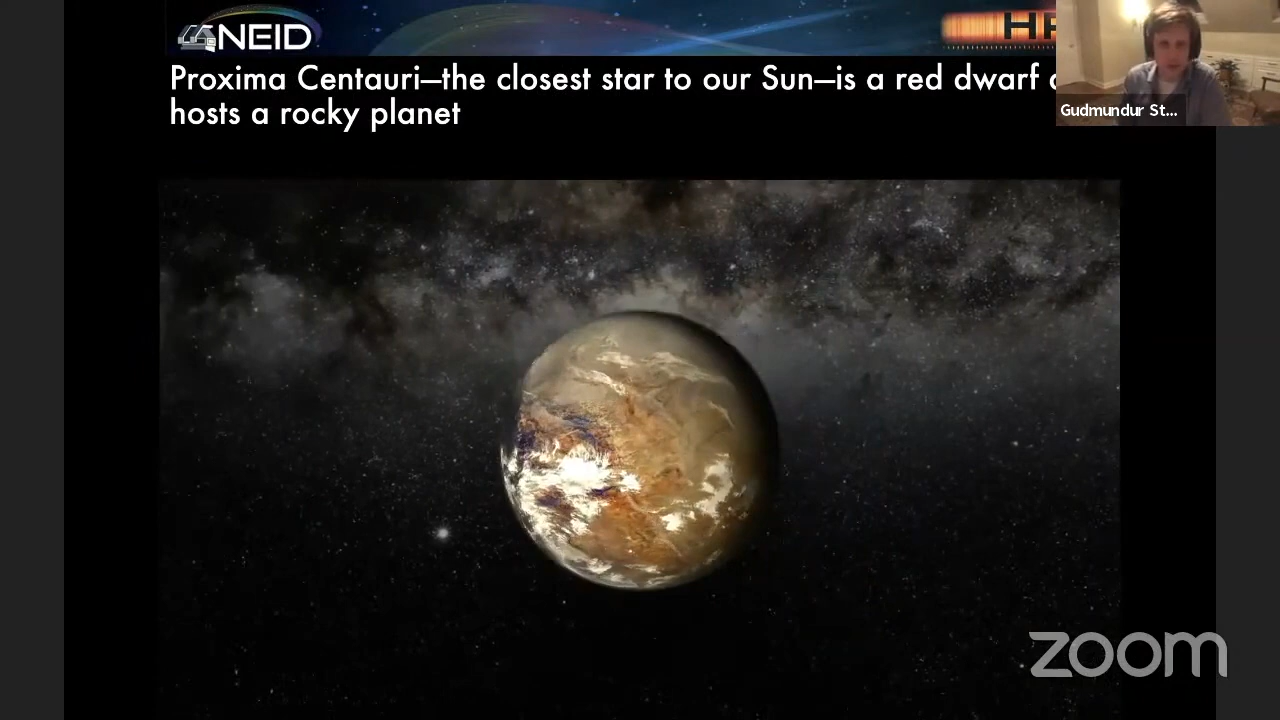 NEID
Proxima Centauri—the closest star to our Sun—is a red dwarf
hosts a rocky planet
Gudmundur St...
zoom